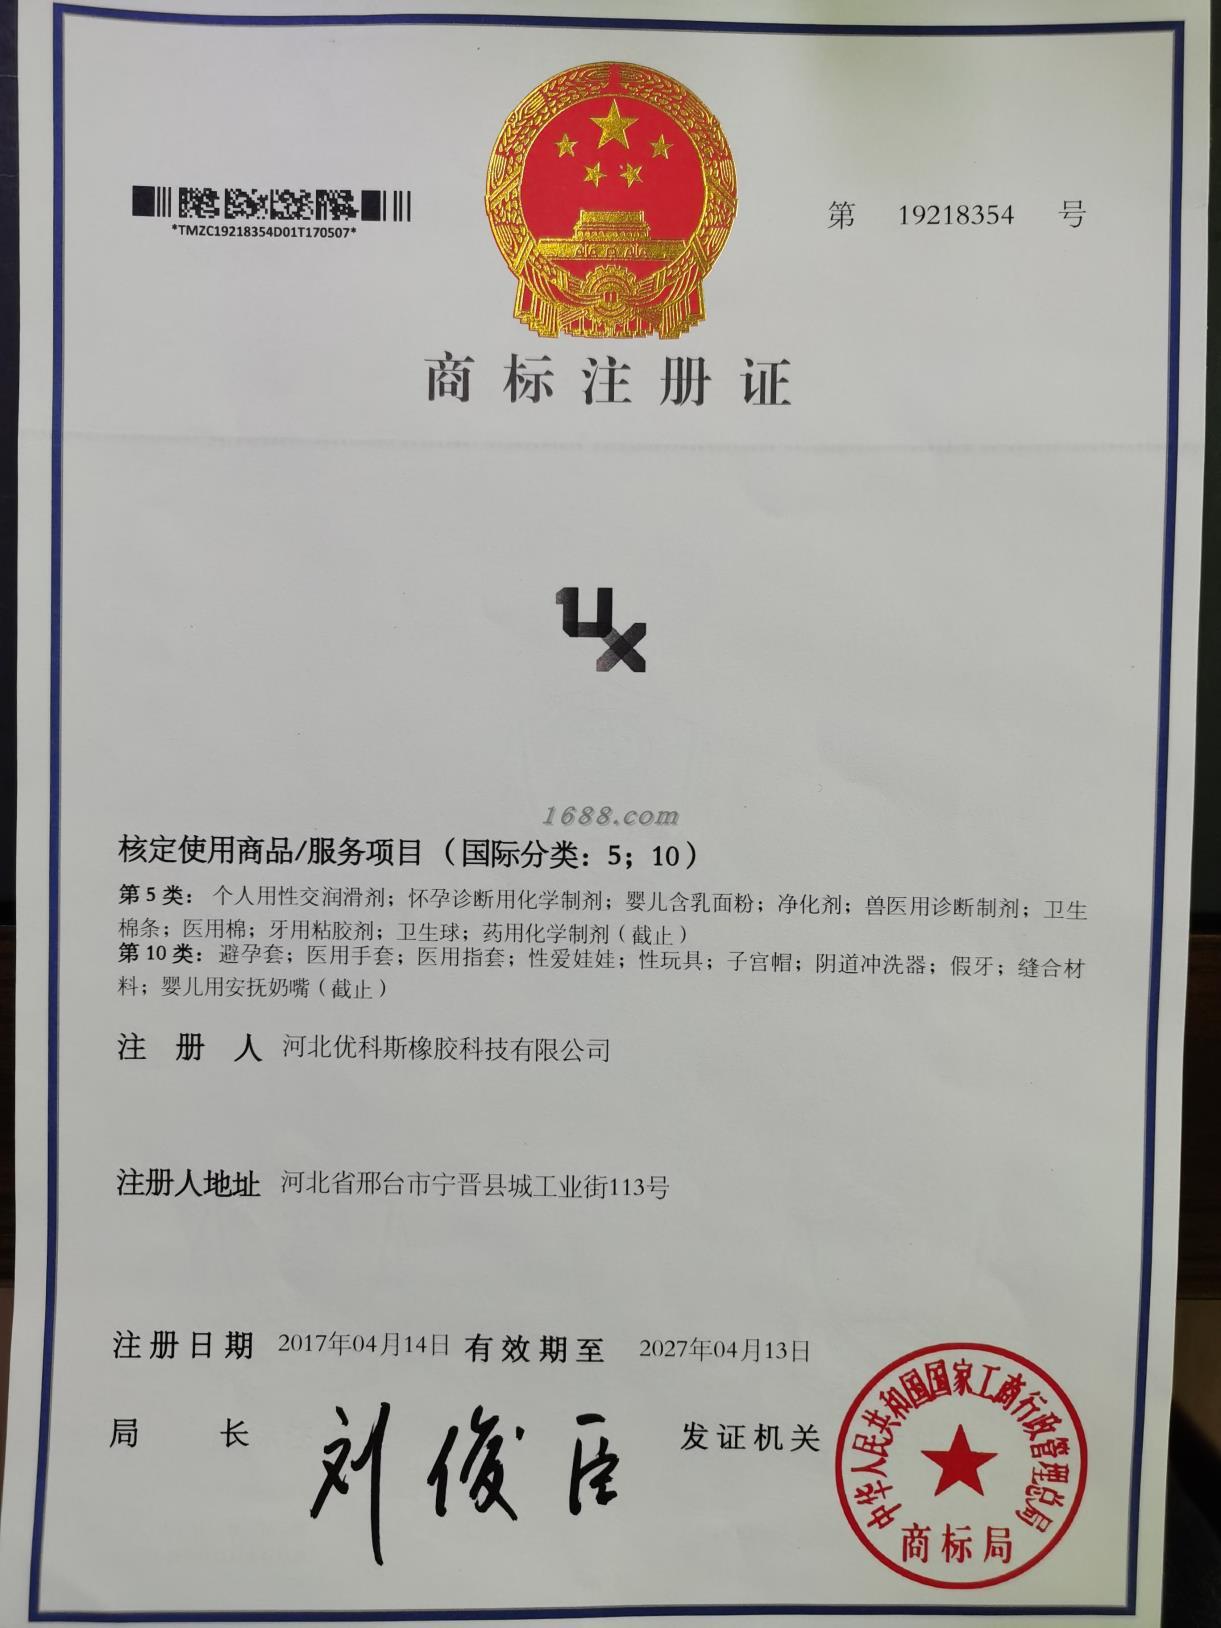 *TMZC19218354D01T170507*
第 19218354 号
商标注册证
UX
1688.com
核定使用商品/服务项目（国际分类：5；10）
第5类：个人用性交润滑剂；怀孕诊断用化学制剂；婴儿含乳面粉；净化剂；兽医用诊断制剂；卫生
棉条；医用棉；牙用粘胶剂；卫生球；药用化学制剂（截止）
第10类：避孕套；医用手套；医用指套；性爱娃娃；性玩具；子宫帽；阴道冲洗器；假牙；缝合材
料；婴儿用安抚奶嘴（截止）
注册人 河北优科斯橡胶科技有限公司
注册人地址 河北省邢台市宁晋县城工业街113号
注册日期 2017年04月14日 有效期至 2027年04月13日
局长 刘俊臣 发证机关
中华人民共和国国家工商行政管理总局
商标局